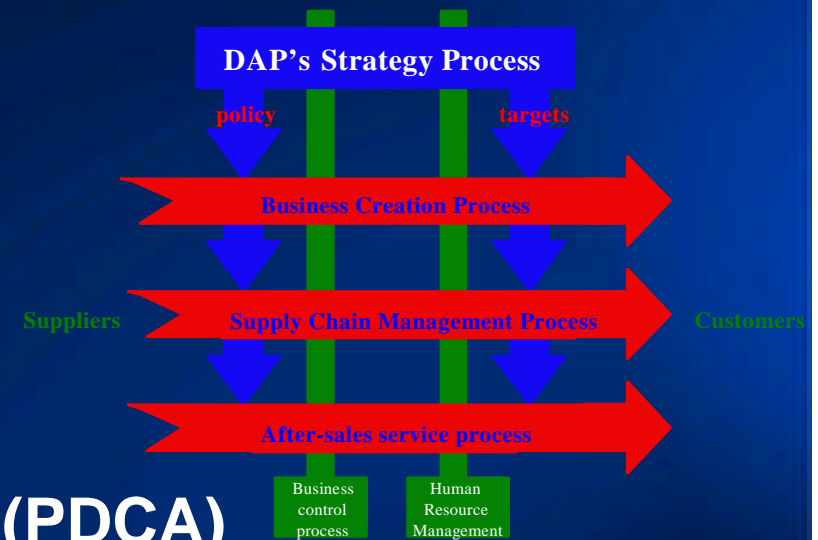 DAP’s Strategy Process
policy
targets
Business Creation Process
Suppliers
Supply Chain Management Process
Customers
After-sales service process
Business
control
process
Human
Resource
Management
(PDCA)